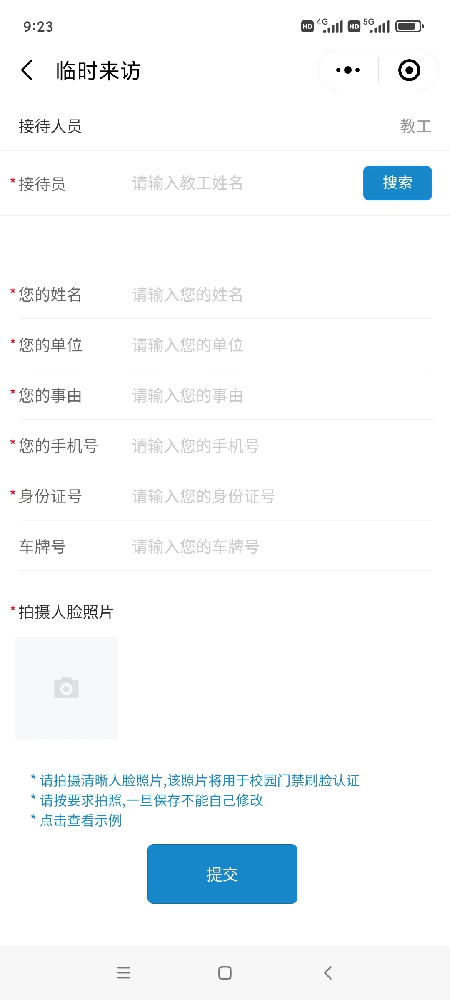 9:23
HD 4G HD 5G
临时来访
接待人员 教工
*接待员 请输入教工姓名 搜索
*您的姓名 请输入您的姓名
*您的单位 请输入您的单位
*您的事由 请输入您的事由
*您的手机号 请输入您的手机号
*身份证号 请输入您的身份证号
车牌号 请输入您的车牌号
*拍摄人脸照片
* 请拍摄清晰人脸照片,该照片将用于校园门禁刷脸认证
* 请按要求拍照,一旦保存不能自己修改
* 点击查看示例
提交